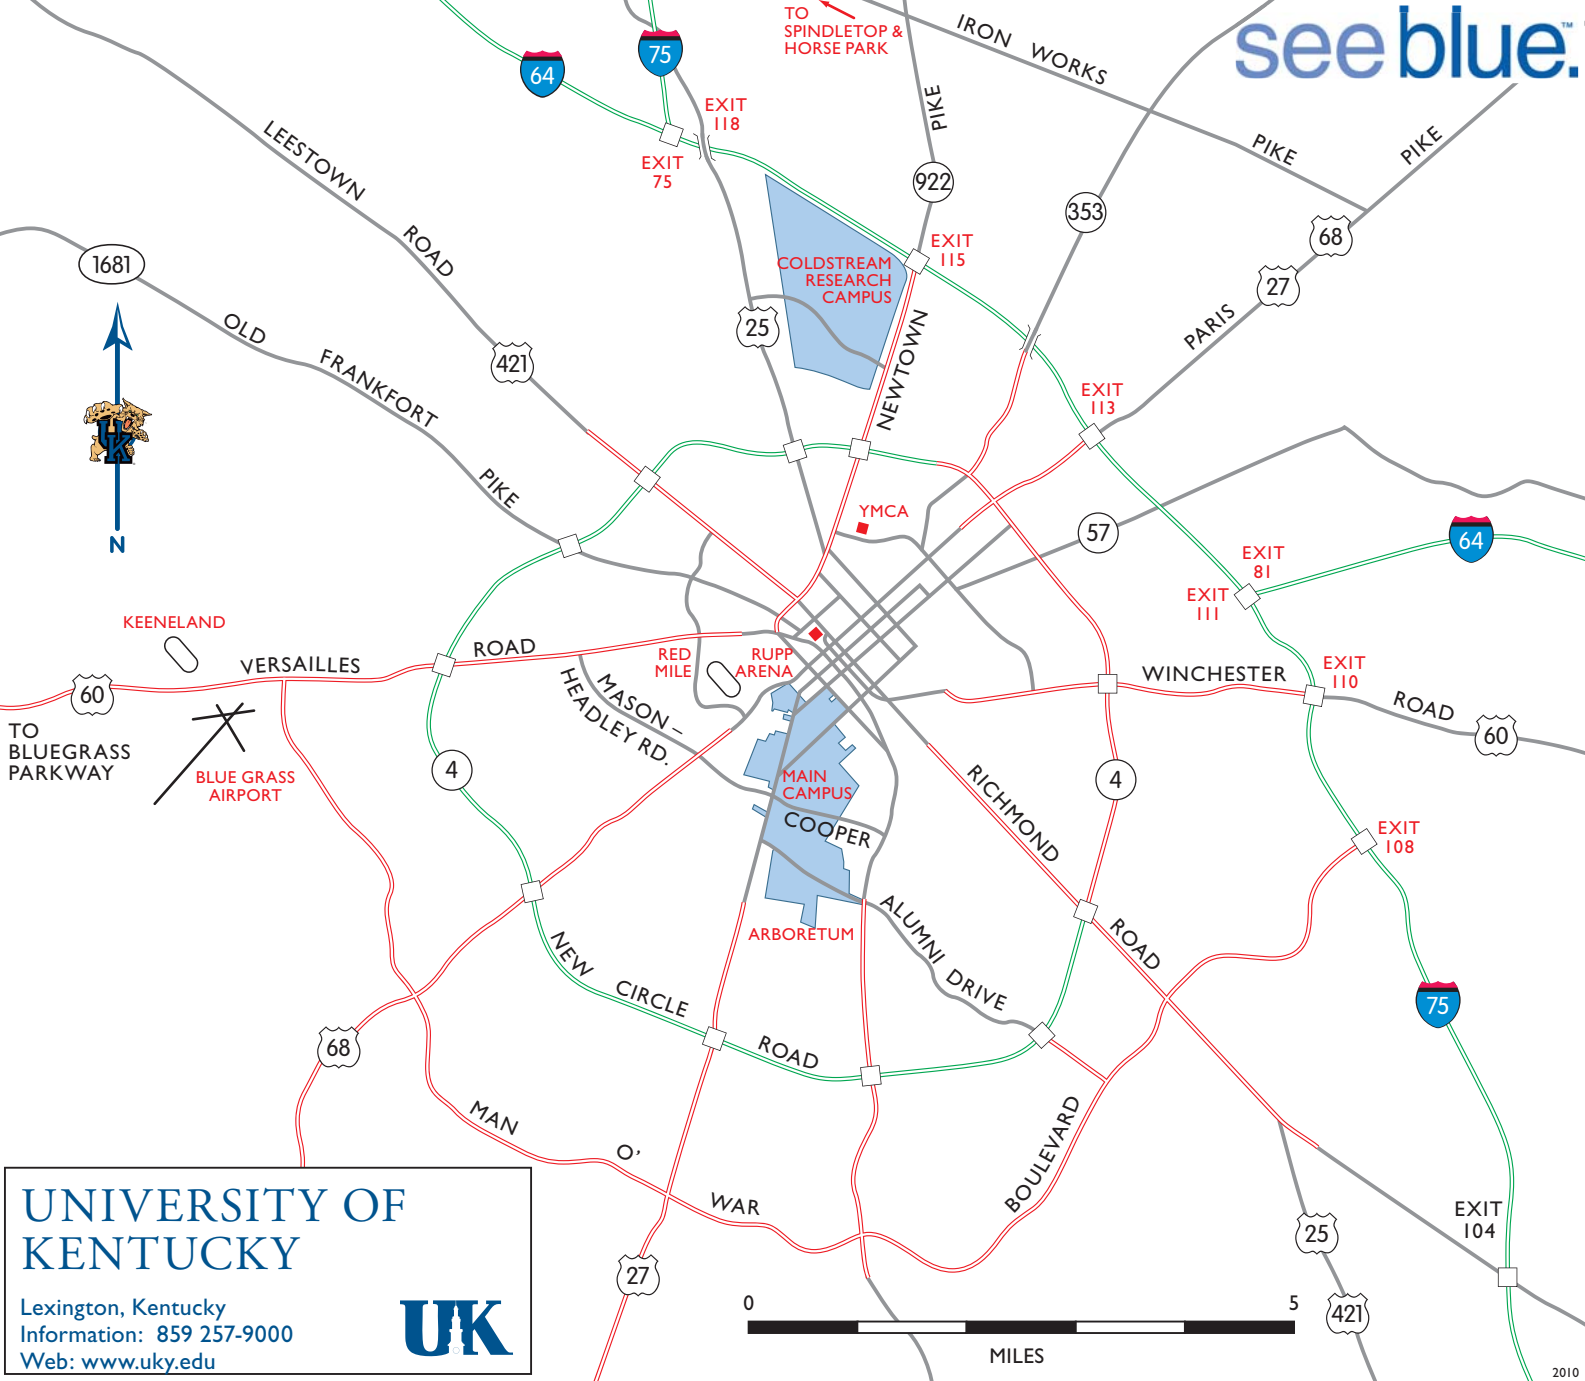 TO
SPINDLETOP &
HORSE PARK
IRON WORKS
PIKE
see blue.™
64
75
EXIT
118
EXIT
75
PIKE
PIKE
922
353
68
27
PARIS
LEESTOWN
ROAD
421
1681
OLD
FRANKFORT
PIKE
COLDSTREAM
RESEARCH
CAMPUS
EXIT
115
25
NEWTOWN
EXIT
113
YMCA
57
64
EXIT
81
EXIT
111
N
UK
KEENELAND
VERSAILLES
ROAD
60
TO
BLUEGRASS
PARKWAY
BLUE GRASS
AIRPORT
RED
MILE
RUPP
ARENA
MASON –
HEADLEY RD.
WINCHESTER
EXIT
110
ROAD
60
4
4
MAIN
CAMPUS
COOPER
RICHMOND
ROAD
EXIT
108
ARBORETUM
ALUMNI DRIVE
NEW
CIRCLE
ROAD
75
68
MAN
O'
WAR
BOULEVARD
27
25
421
EXIT
104
UNIVERSITY OF
KENTUCKY
Lexington, Kentucky
Information: 859 257-9000
Web: www.uky.edu
UK
0 5
MILES
2010